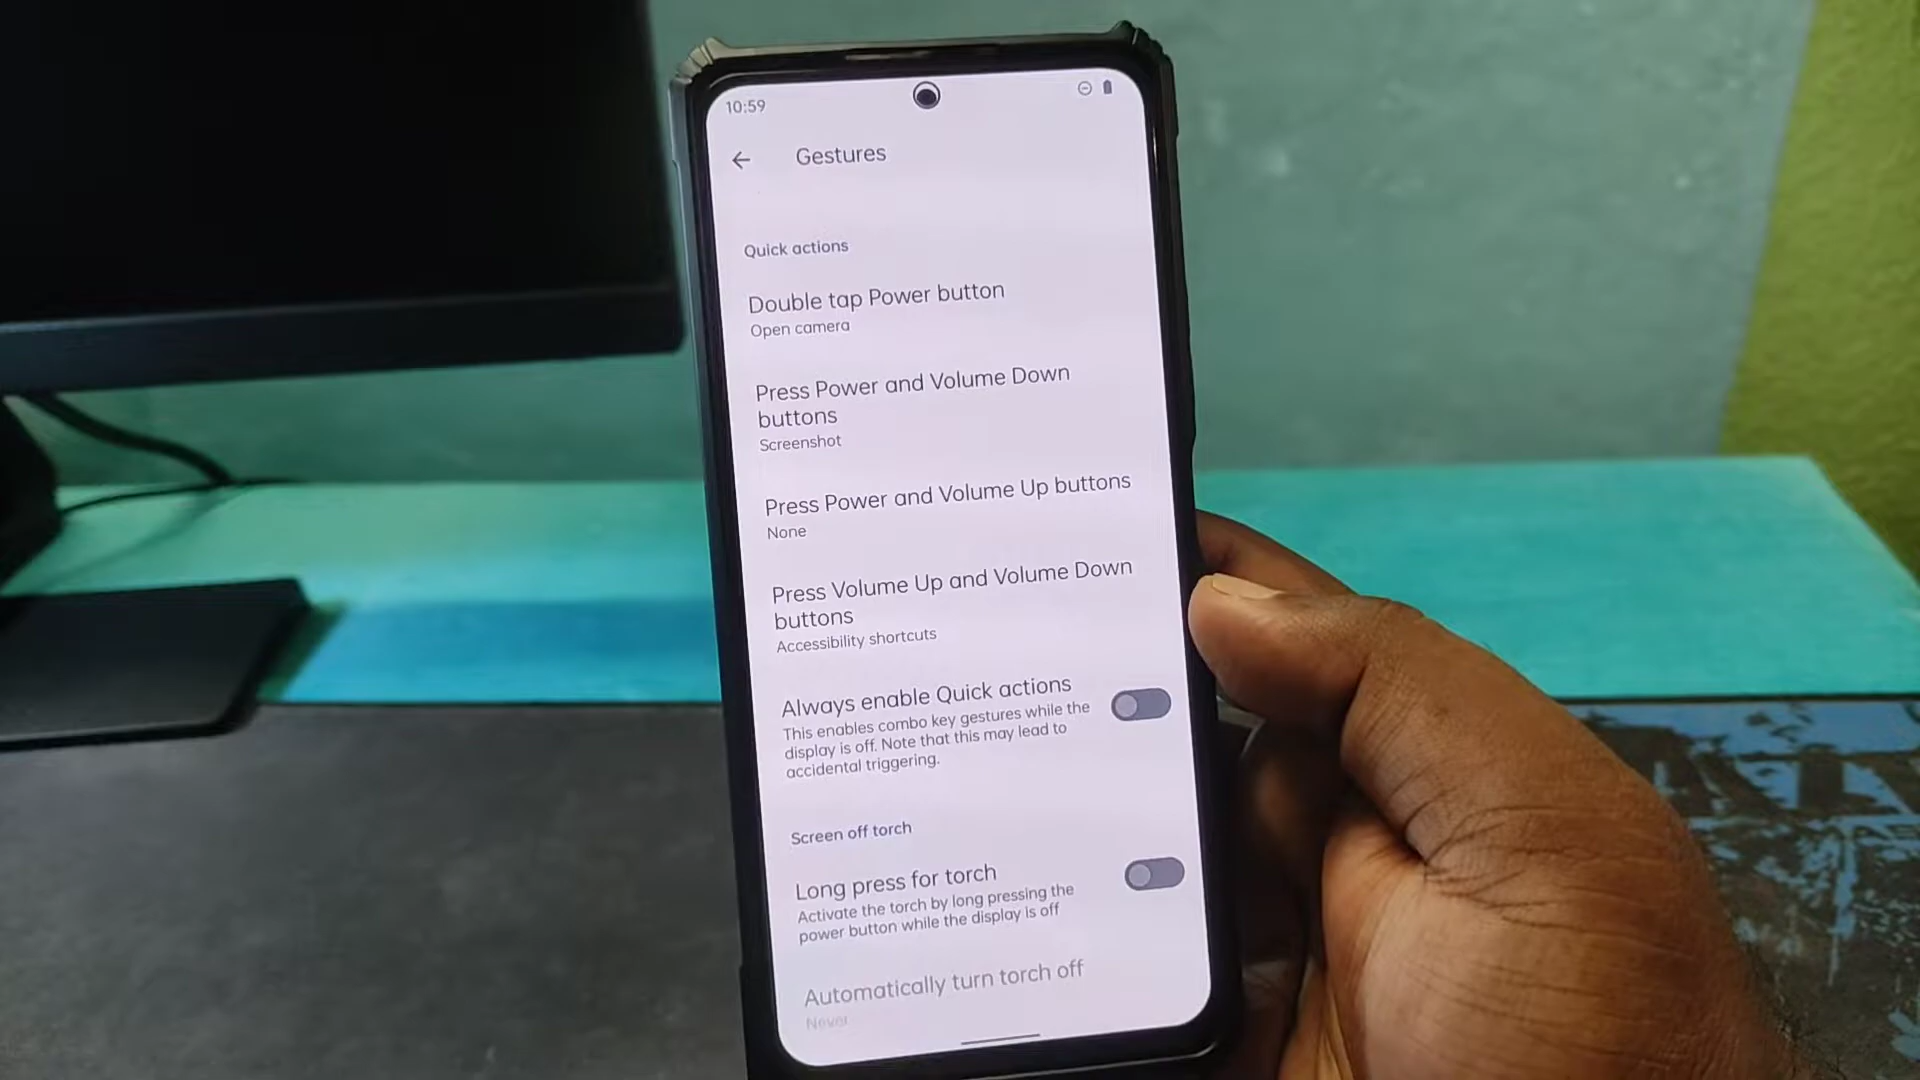 10:59
Gestures
Quick actions
Double tap Power button
Open camera
Press Power and Volume Down
buttons
Screenshot
Press Power and Volume Up buttons
None
Press Volume Up and Volume Down
buttons
Accessibility shortcuts
Always enable Quick actions
This enables combo key gestures while the
display is off. Note that this may lead to
accidental triggering.
Screen off torch
Long press for torch
Activate the torch by long pressing the
power button while the display is off
Automatically turn torch off
Never